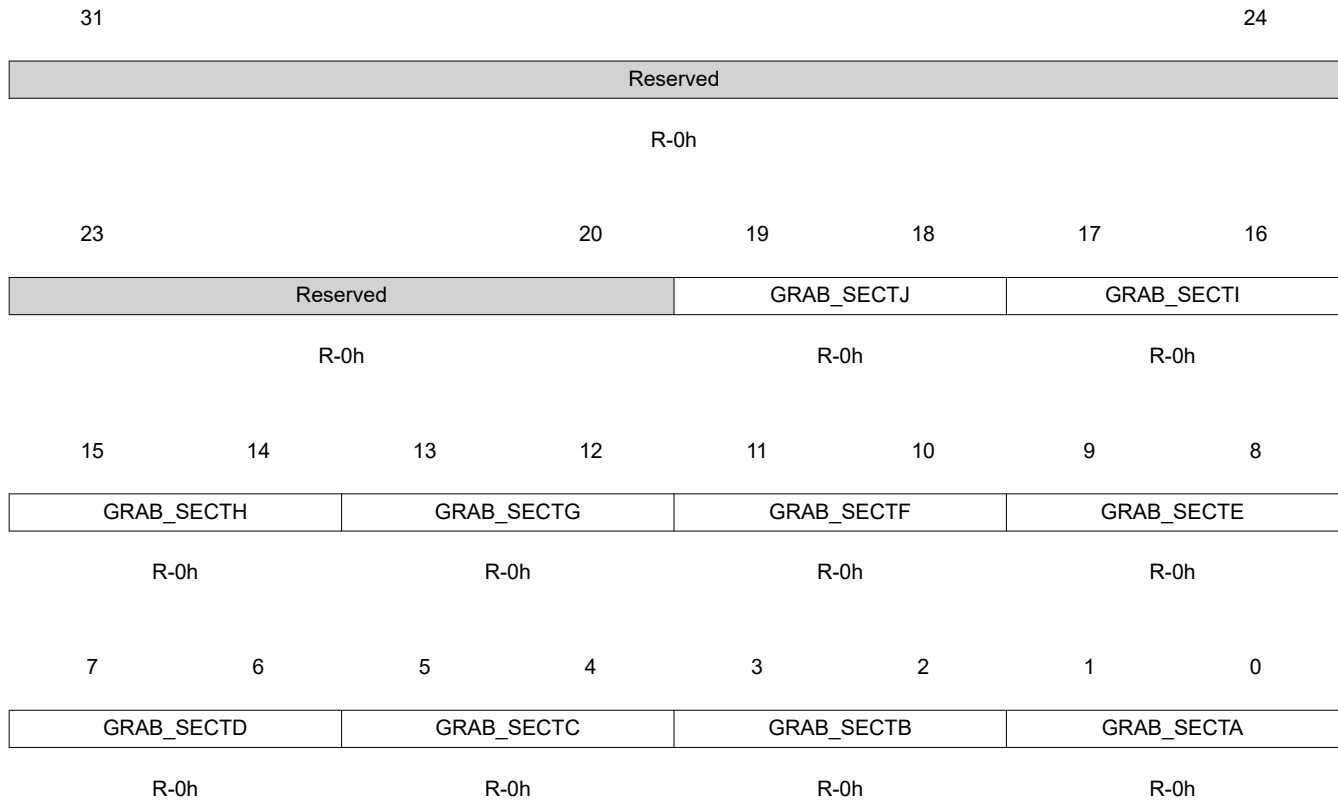 31 24
Reserved
R-0h
23 20 19 18 17 16
Reserved GRAB_SECTJ GRAB_SECTI
R-0h R-0h R-0h
15 14 13 12 11 10 9 8
GRAB_SECTH GRAB_SECTG GRAB_SECTF GRAB_SECTE
R-0h R-0h R-0h R-0h
7 6 5 4 3 2 1 0
GRAB_SECTD GRAB_SECTC GRAB_SECTB GRAB_SECTA
R-0h R-0h R-0h R-0h